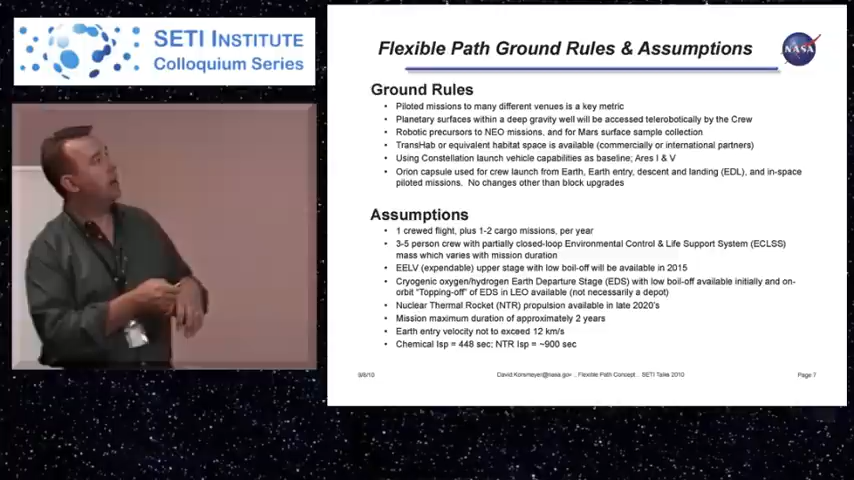 SETI INSTITUTE
Colloquium Series
Flexible Path Ground Rules & Assumptions
NASA
Ground Rules
• Piloted missions to many different venues is a key metric
• Planetary surfaces within a deep gravity well will be accessed telerobotically by the Crew
• Robotic precursors to NEO missions, and for Mars surface sample collection
• TransHab or equivalent habitat space is available (commercially or international partners)
• Using Constellation launch vehicle capabilities as baseline; Ares I & V
• Orion capsule used for crew launch from Earth, Earth entry, descent and landing (EDL), and in-space
piloted missions. No changes other than block upgrades
Assumptions
• 1 crewed flight, plus 1-2 cargo missions, per year
• 3-5 person crew with partially closed-loop Environmental Control & Life Support System (ECLSS)
mass which varies with mission duration
• EELV (expendable) upper stage with low boil-off will be available in 2015
• Cryogenic oxygen/hydrogen Earth Departure Stage (EDS) with low boil-off available initially and on-
orbit "Topping-off" of EDS in LEO available (not necessarily a depot)
• Nuclear Thermal Rocket (NTR) propulsion available in late 2020's
• Mission maximum duration of approximately 2 years
• Earth entry velocity not to exceed 12 km/s
• Chemical Isp = 448 sec; NTR Isp = ~900 sec
9/8/10
David.Korsmeyer@nasa.gov .. Flexible Path Concept... SETI Talks 2010
Page 7